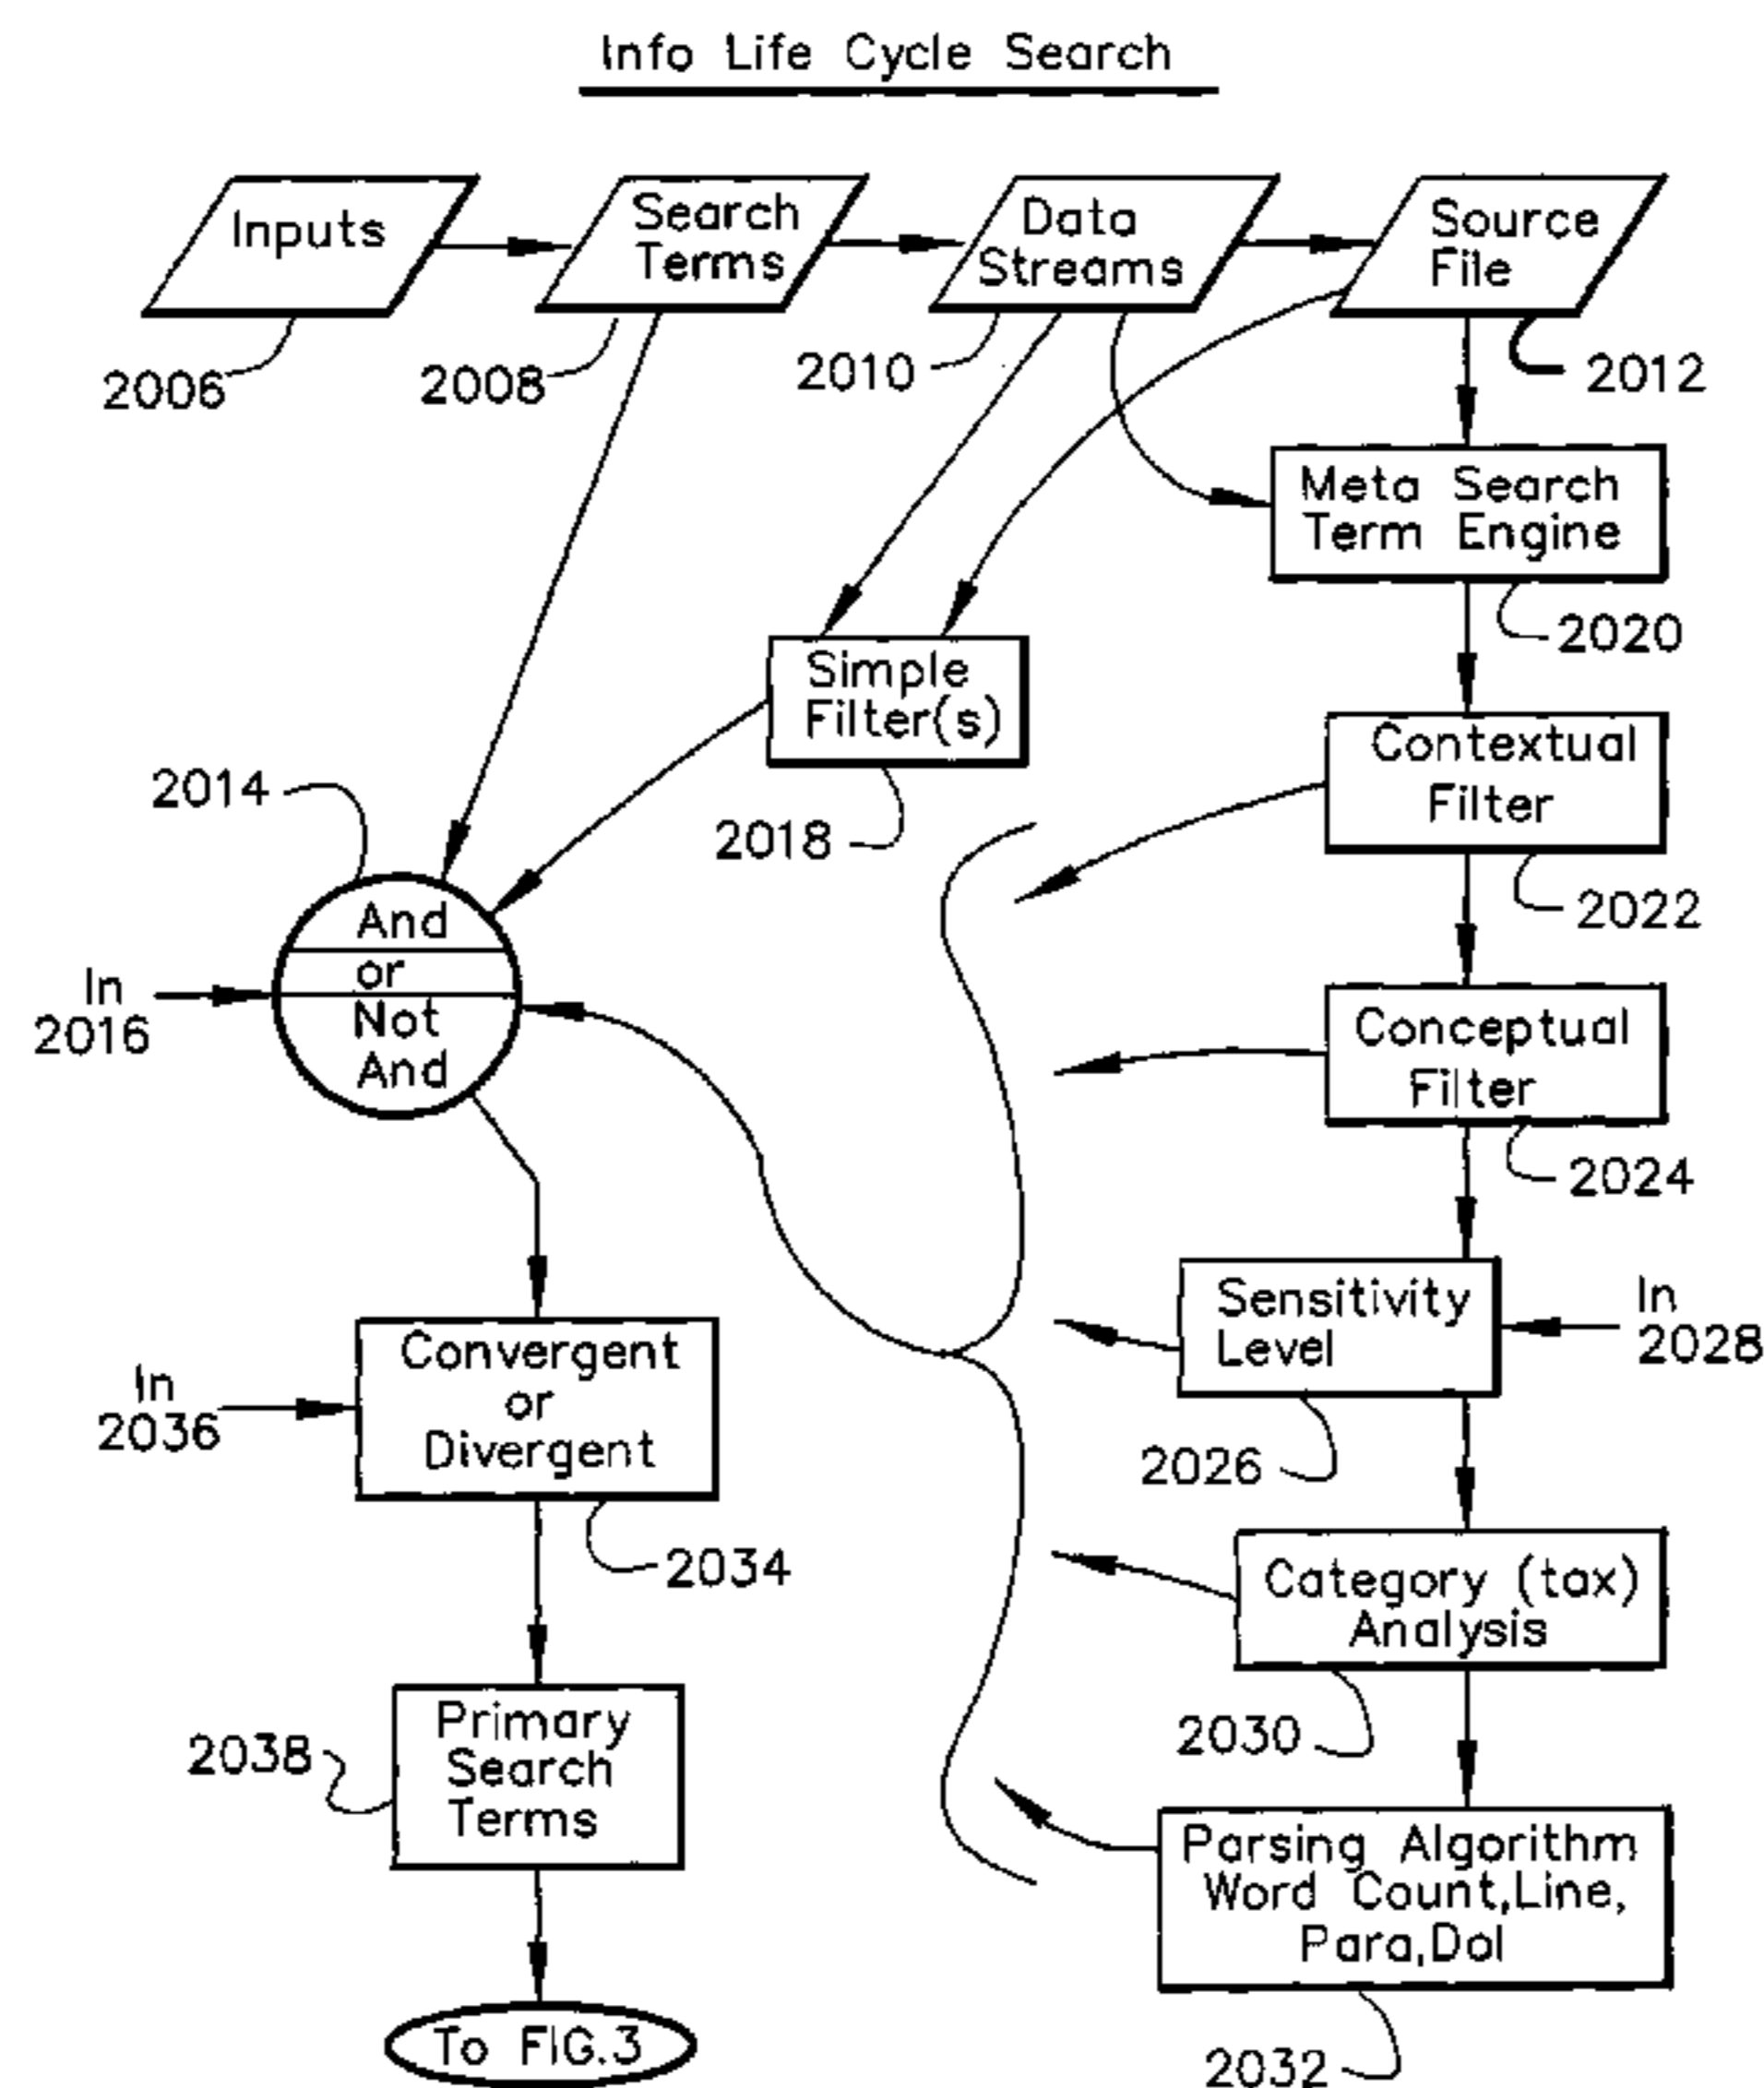 Info Life Cycle Search
Inputs
Search
Terms
Data
Streams
Source
File
2006
2008
2010
2012
Meta Search
Term Engine
2020
Simple
Filter(s)
2018
Contextual
Filter
2022
2014
And
or
Not
And
In
2016
Conceptual
Filter
2024
Sensitivity
Level
In
2028
2026
Convergent
or
Divergent
In
2036
2034
Category (tax)
Analysis
2030
Primary
Search
Terms
2038
Parsing Algorithm
Word Count,Line,
Para,Dol
2032
To FIG.3